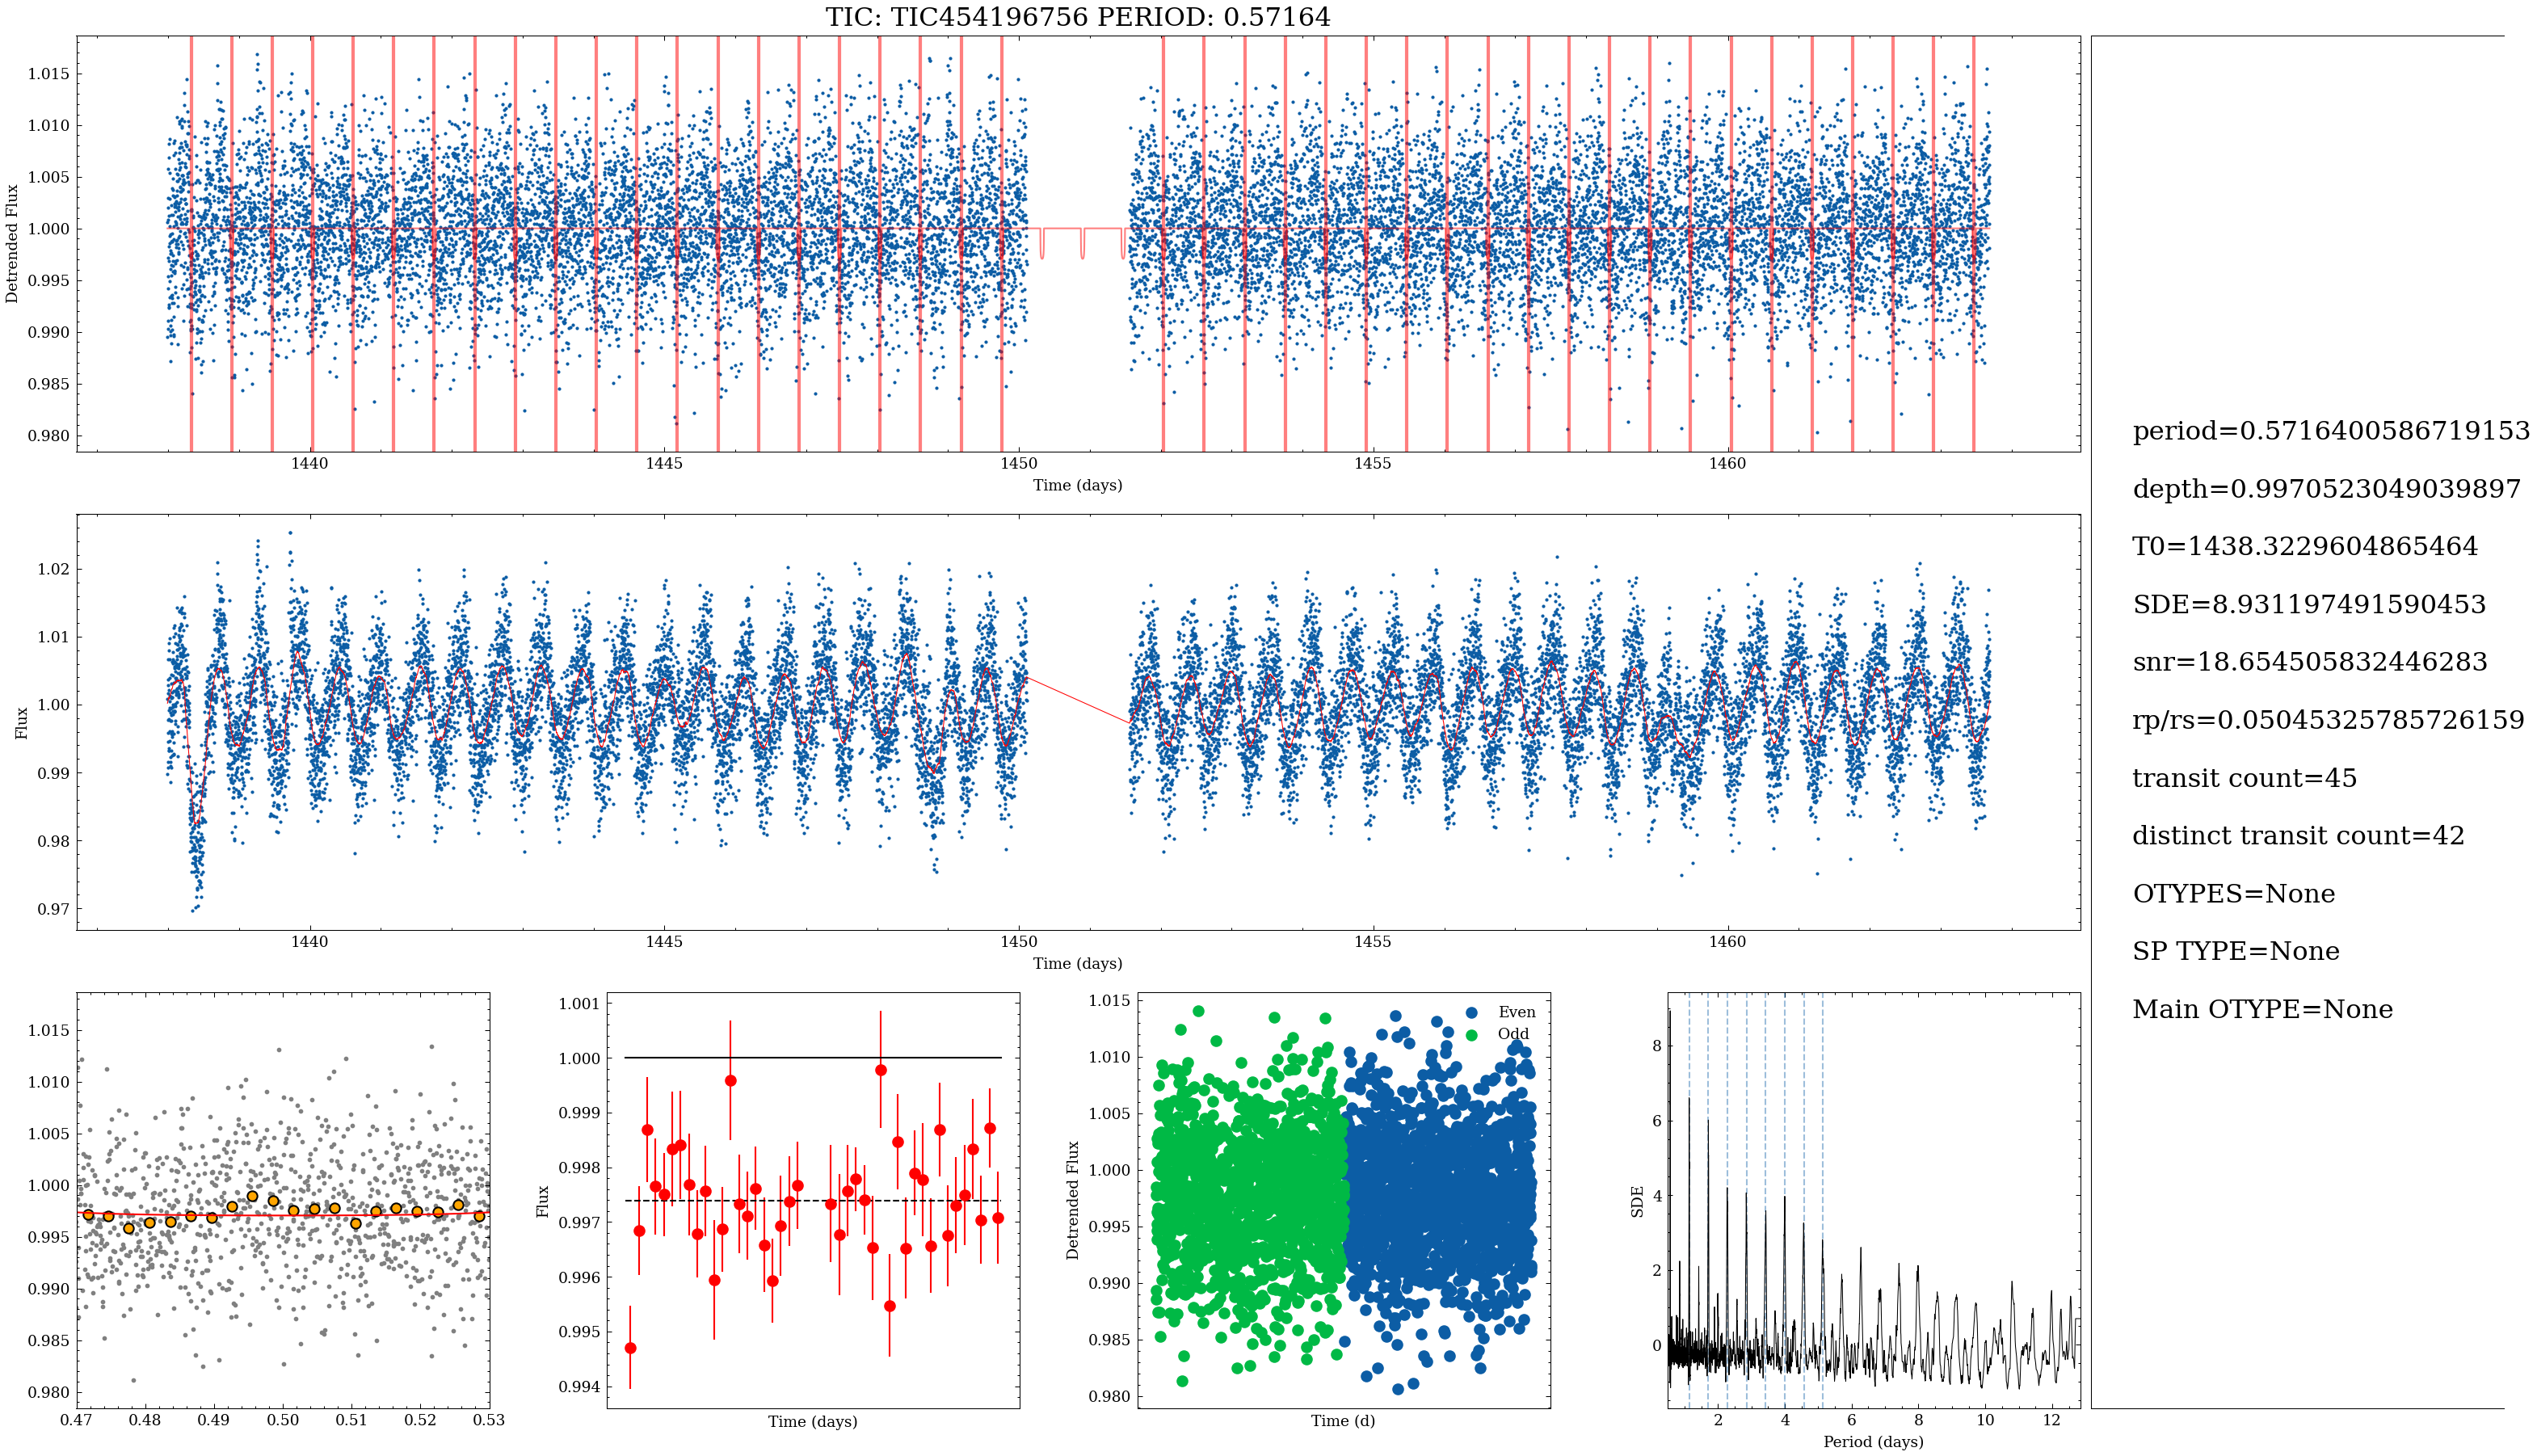 TIC: TIC454196756 PERIOD: 0.57164
1.015
1.010
1.005
1.000
0.995
0.990
0.985
0.980
Detrended Flux
1440
1445
1450
1455
1460
Time (days)
1.02
1.01
1.00
0.99
0.98
0.97
Flux
1440
1445
1450
1455
1460
Time (days)
1.015
1.010
1.005
1.000
0.995
0.990
0.985
0.980
0.47
0.48
0.49
0.50
0.51
0.52
0.53
1.001
1.000
0.999
0.998
0.997
0.996
0.995
0.994
Flux
Time (days)
1.015
1.010
1.005
1.000
0.995
0.990
0.985
0.980
Detrended Flux
Even
Odd
Time (d)
8
6
4
2
0
SDE
2
4
6
8
10
12
Period (days)
period=0.5716400586719153
depth=0.9970523049039897
T0=1438.3229604865464
SDE=8.931197491590453
snr=18.654505832446283
rp/rs=0.05045325785726159
transit count=45
distinct transit count=42
OTYPES=None
SP TYPE=None
Main OTYPE=None